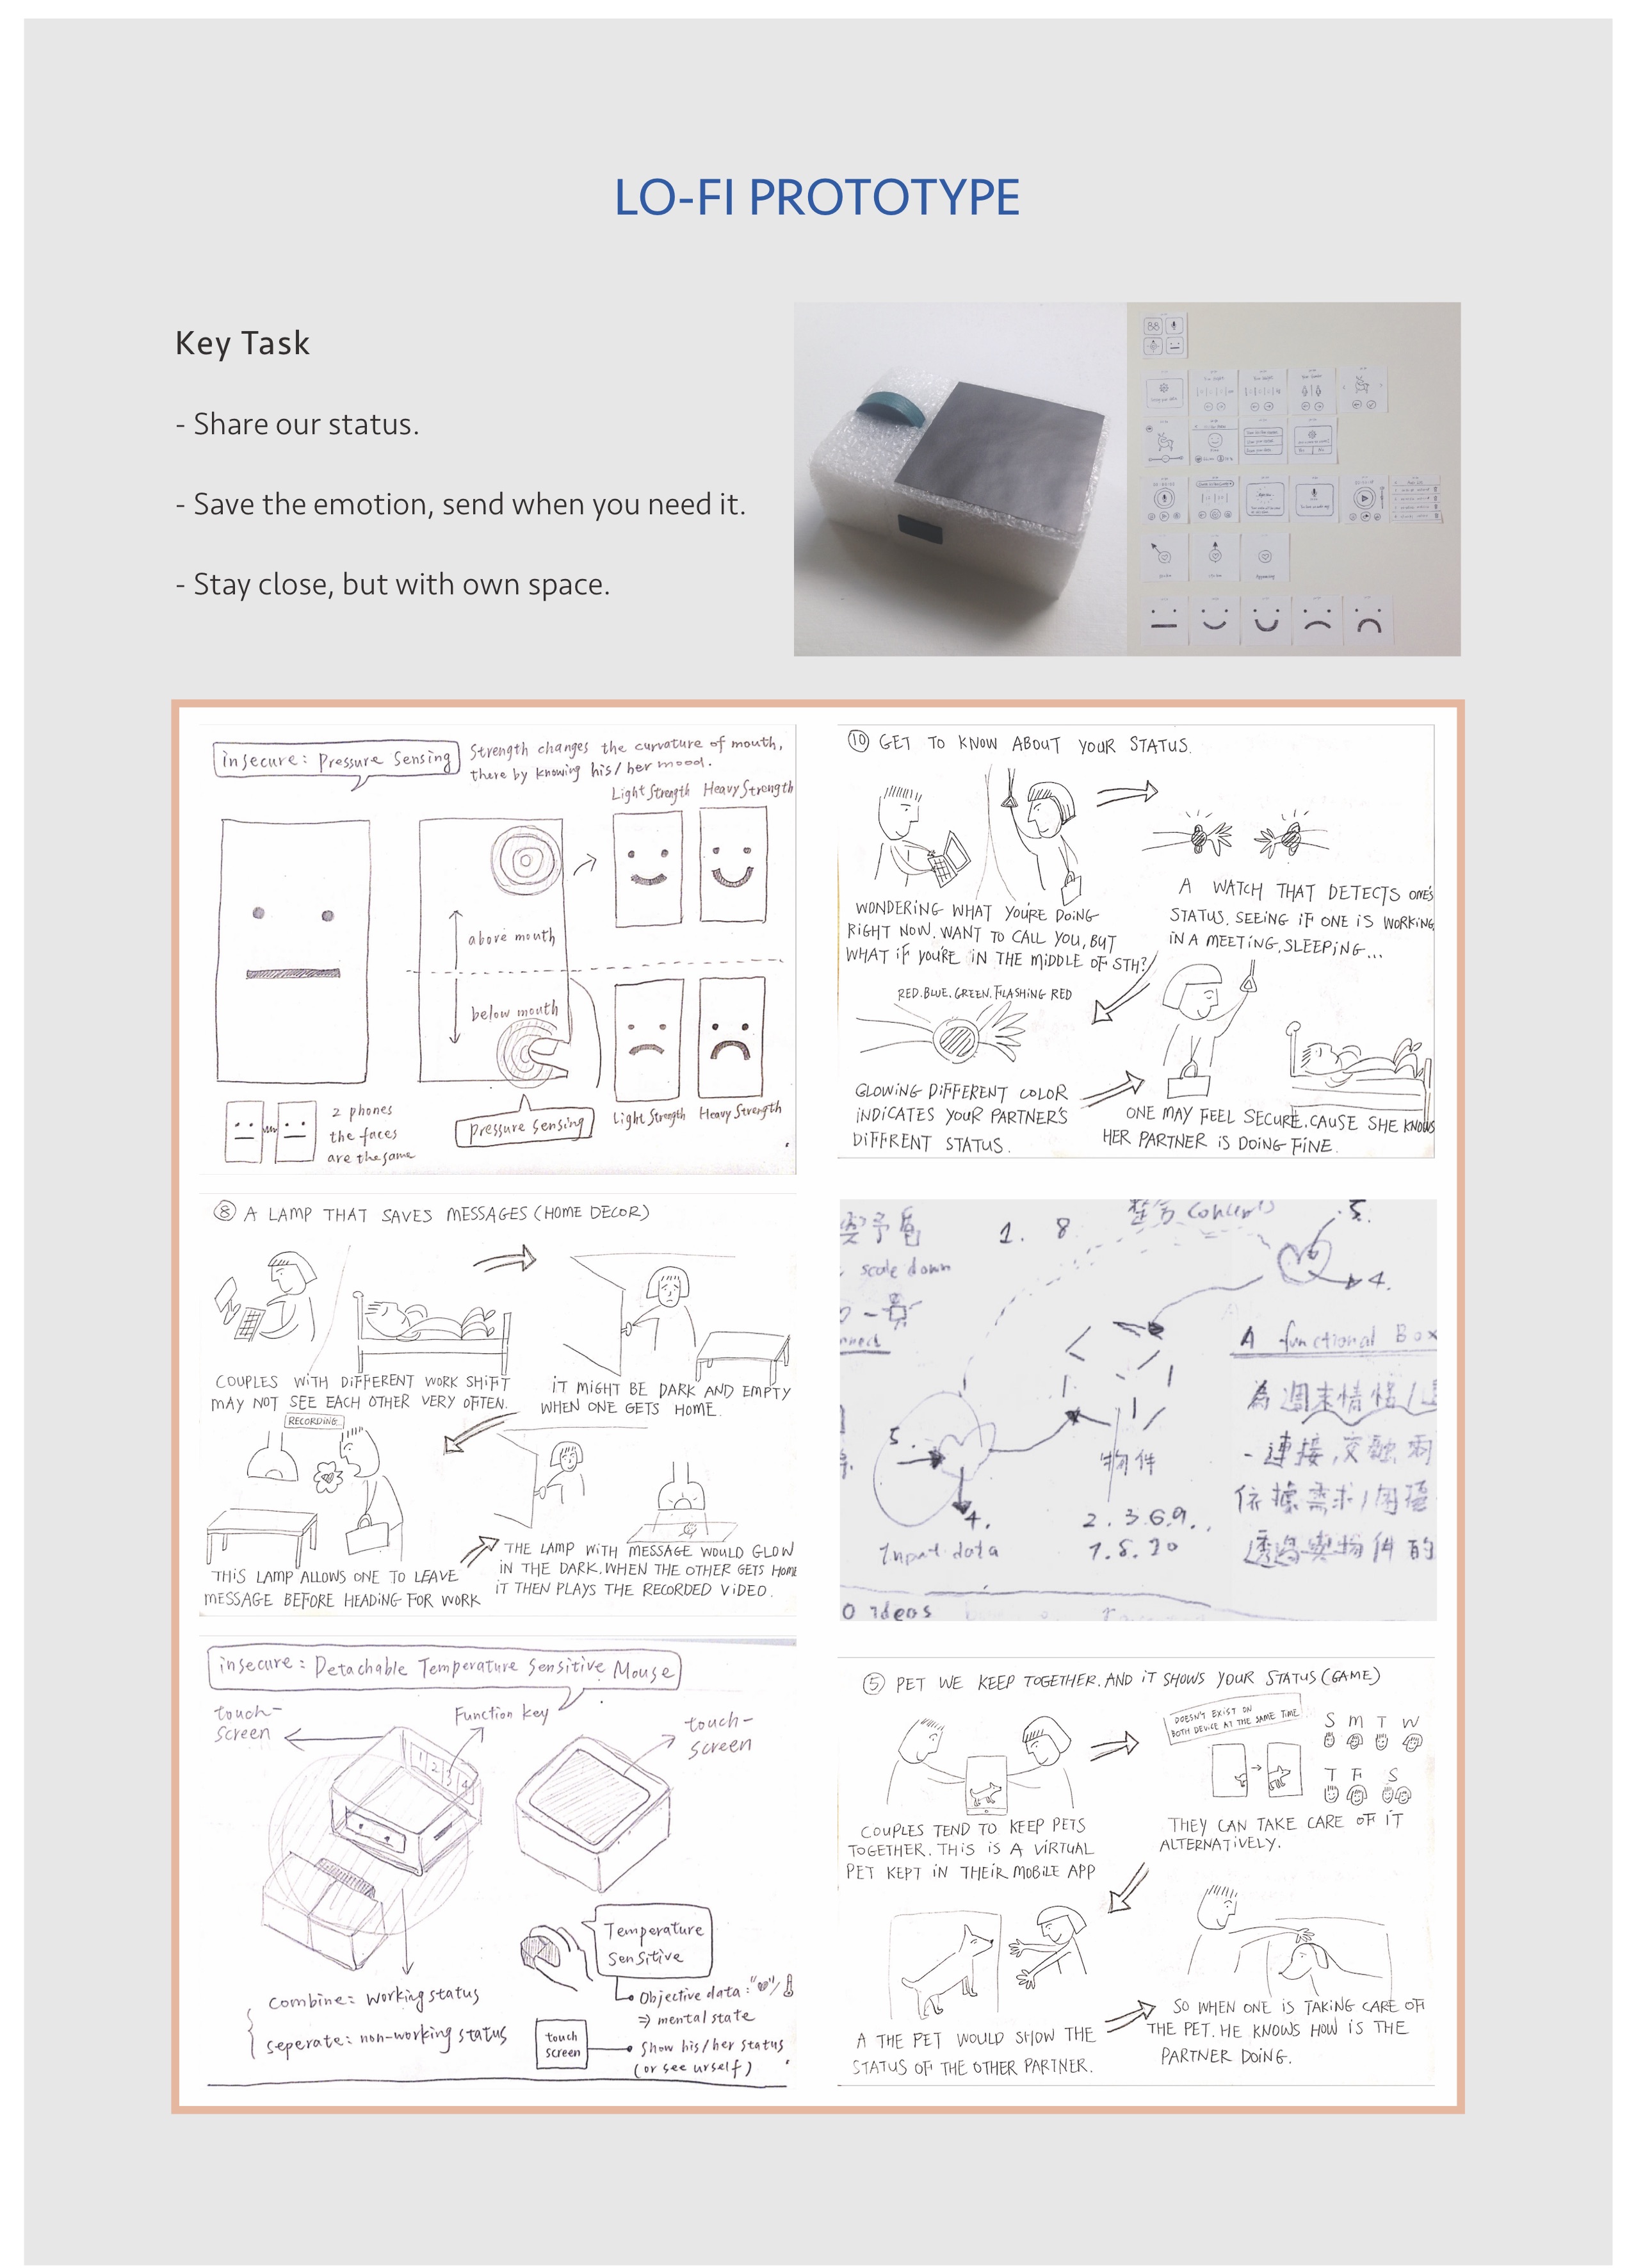 LO-FI PROTOTYPE
Key Task
- Share our status.
- Save the emotion, send when you need it.
- Stay close, but with own space.
insecure: Pressure Sensing
Strength changes the curvature of mouth,
there by knowing his/her mood.
Light Strength Heavy Strength
above mouth
below mouth
Light Strength Heavy Strength
pressure sensing
2 phones
the faces
are the same
⑩ GET TO KNOW ABOUT YOUR STATUS.
WONDERING WHAT YOU'RE DOING
RIGHT NOW. WANT TO CALL YOU, BUT
WHAT IF YOU'RE IN THE MIDDLE OF STH?
A WATCH THAT DETECTS ONE'S
STATUS. SEEING IF ONE IS WORKING,
IN A MEETING, SLEEPING...
RED. BLUE. GREEN. FLASHING RED
GLOWING DIFFERENT COLOR
INDICATES YOUR PARTNER'S
DIFFRENT STATUS.
ONE MAY FEEL SECURE, CAUSE SHE KNOWS
HER PARTNER IS DOING FINE.
⑧ A LAMP THAT SAVES MESSAGES (HOME DECOR)
COUPLES WITH DIFFERENT WORK SHIFT
MAY NOT SEE EACH OTHER VERY OFTEN.
IT MIGHT BE DARK AND EMPTY
WHEN ONE GETS HOME.
RECORDING..
THIS LAMP ALLOWS ONE TO LEAVE
MESSAGE BEFORE HEADING FOR WORK
THE LAMP WITH MESSAGE WOULD GLOW
IN THE DARK. WHEN THE OTHER GETS HOME
IT THEN PLAYS THE RECORDED VIDEO.
1. 8
5.
scale down
4.
A functional Box
5.
物件
- 連接,交融
4.
2. 3. 6. 9.
Input data
依據需求/困擾
透過與物件的
ideas
insecure: Detachable Temperature Sensitive Mouse
touch-
screen
Function key
touch-
screen
1 2 3 4
Temperature
Sensitive
combine: working status
seperate: non-working status
Objective data:
⇒ mental state
touch
screen
show his/her status
(or see urself)
⑤ PET WE KEEP TOGETHER. AND IT SHOWS YOUR STATUS (GAME)
DOESN'T EXIST ON
BOTH DEVICE AT THE SAME TIME.
S M T W
T F S
COUPLES TEND TO KEEP PETS
TOGETHER. THIS IS A VIRTUAL
PET KEPT IN THEIR MOBILE APP
THEY CAN TAKE CARE OF IT
ALTERNATIVELY.
A THE PET WOULD SHOW THE
STATUS OF THE OTHER PARTNER.
SO WHEN ONE IS TAKING CARE OF
THE PET. HE KNOWS HOW IS THE
PARTNER DOING.